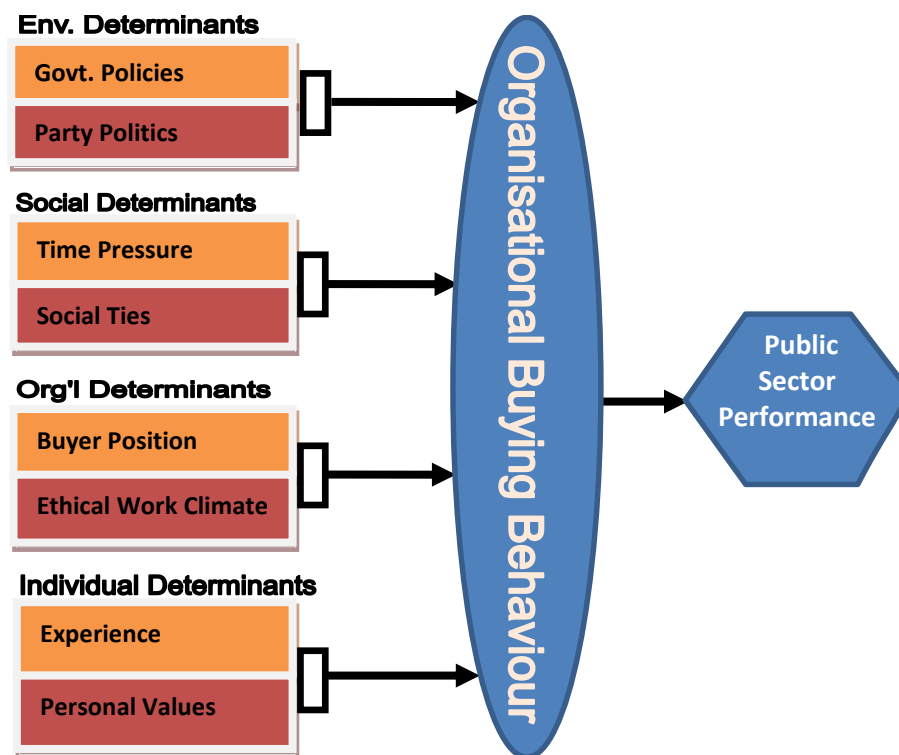 Env. Determinants
Govt. Policies
Party Politics
Social Determinants
Time Pressure
Social Ties
Org'l Determinants
Buyer Position
Ethical Work Climate
Individual Determinants
Experience
Personal Values
Organisational Buying Behaviour
Public
Sector
Performance